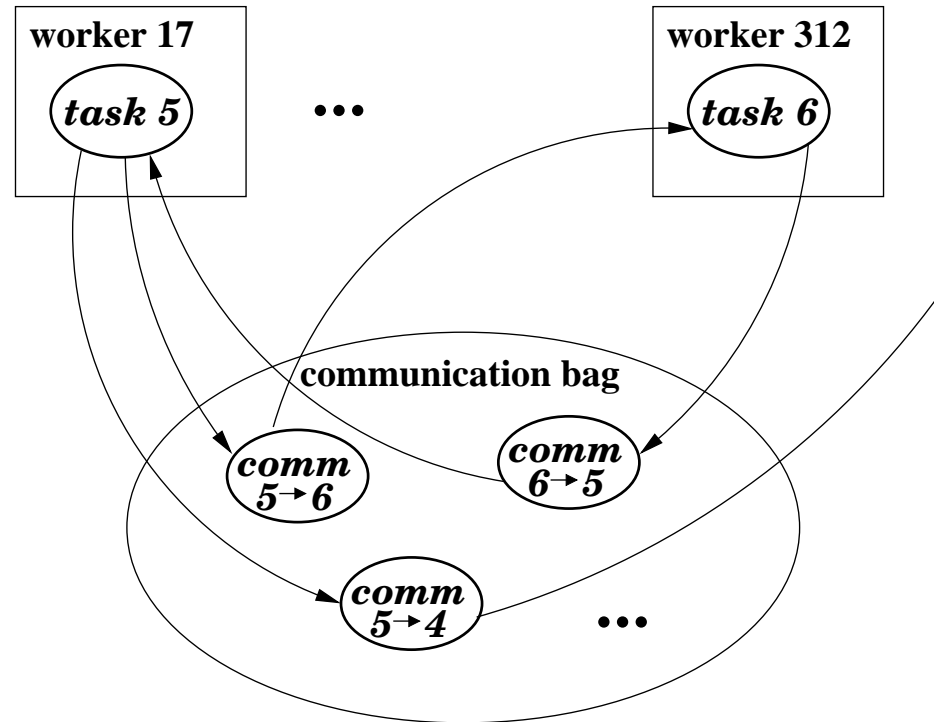 worker 17
worker 312
task 5
•••
task 6
communication bag
comm
5→6
comm
6→5
comm
5→4
•••